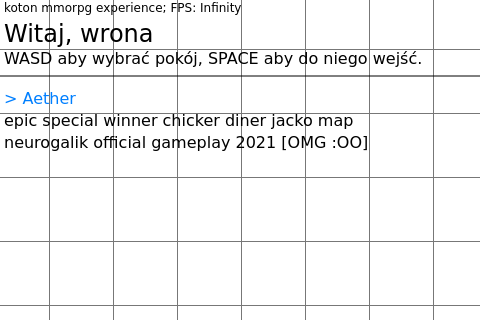 koton mmorpg experience; FPS: Infinity
Witaj, wrona
WASD aby wybrać pokój, SPACE aby do niego wejść.
> Aether
epic special winner chicker diner jacko map
neurogalik official gameplay 2021 [OMG :OO]